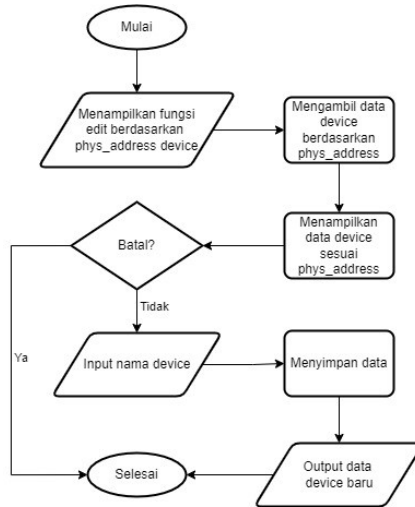 Mulai
Menampilkan fungsi
edit berdasarkan
phys_address device
Mengambil data
device
berdasarkan
phys_address
Menampilkan
data device
sesuai
phys_address
Batal?
Tidak
Ya
Input nama device
Menyimpan data
Output data
device baru
Selesai